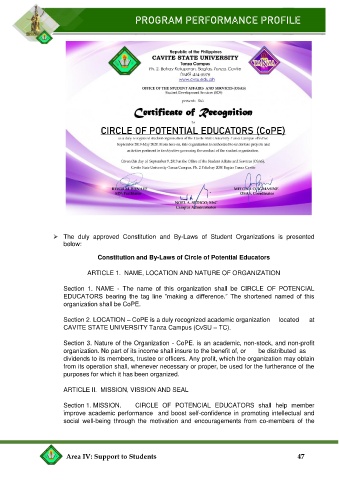 PROGRAM PERFORMANCE PROFILE
Republic of the Philippines
CAVITE STATE UNIVERSITY
Tanza Campus
Ph. 2, Bahay Katuparan, Bagtas, Tanza, Cavite
(046) 414-3979
www.cvsu.edu.ph
OFFICE OF THE STUDENT AFFAIRS AND SERVICES (OSAS)
Student Development Services (SDS)
presents this
Certificate of Recognition
to
CIRCLE OF POTENTIAL EDUCATORS (CoPE)
Campus Administrator
➢ The duly approved Constitution and By-Laws of Student Organizations is presented
below:
Constitution and By-Laws of Circle of Potential Educators
ARTICLE 1. NAME, LOCATION AND NATURE OF ORGANIZATION
Section 1. NAME - The name of this organization shall be CIRCLE OF POTENCIAL
EDUCATORS bearing the tag line "making a difference." The shortened named of this
organization shall be CoPE.
Section 2. LOCATION – CoPE is a duly recognized academic organization located at
CAVITE STATE UNIVERSITY Tanza Campus (CvSU – TC).
Section 3. Nature of the Organization - CoPE. is an academic, non-stock, and non-profit
organization. No part of its income shall insure to the benefit of, or be distributed as
dividends to its members, trustee or officers. Any profit, which the organization may obtain
from its operation shall, whenever necessary or proper, be used for the furtherance of the
purposes for which it has been organized.
ARTICLE II. MISSION, VISSION AND SEAL
Section 1. MISSION. CIRCLE OF POTENCIAL EDUCATORS shall help member
improve academic performance and boost self-confidence in promoting intellectual and
social well-being through the motivation and encouragements from co-members of the
Area IV: Support to Students 47